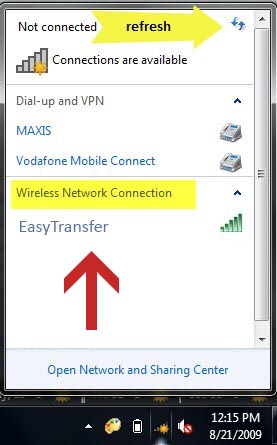 Not connected refresh
Connections are available
Dial-up and VPN
MAXIS
Vodafone Mobile Connect
Wireless Network Connection
EasyTransfer
Open Network and Sharing Center
12:15 PM
8/21/2009